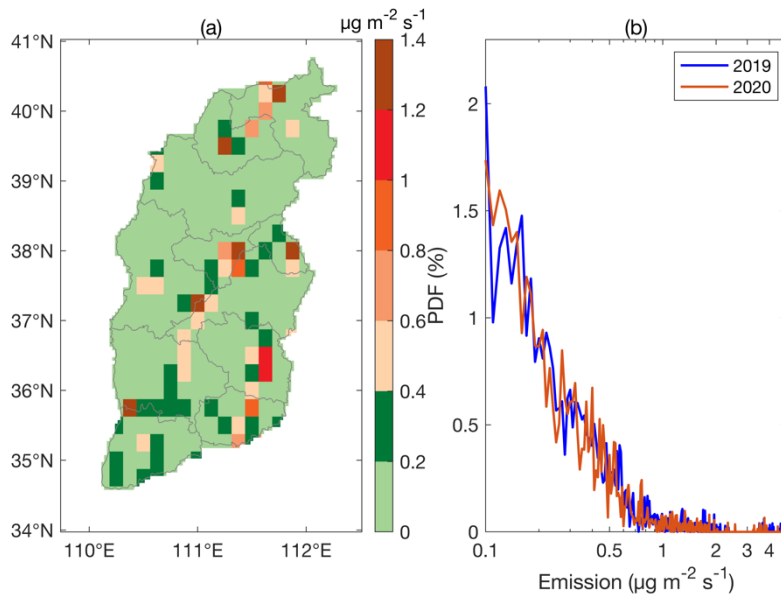 (a)
µg m⁻² s⁻¹
41°N
40°N
39°N
38°N
37°N
36°N
35°N
34°N
110°E
111°E
112°E
1.4
1.2
1
0.8
0.6
0.4
0.2
0
(b)
2019
2020
PDF (%)
2
1.5
1
0.5
0
0.1
0.5
1
2
3
4
Emission (µg m⁻² s⁻¹)